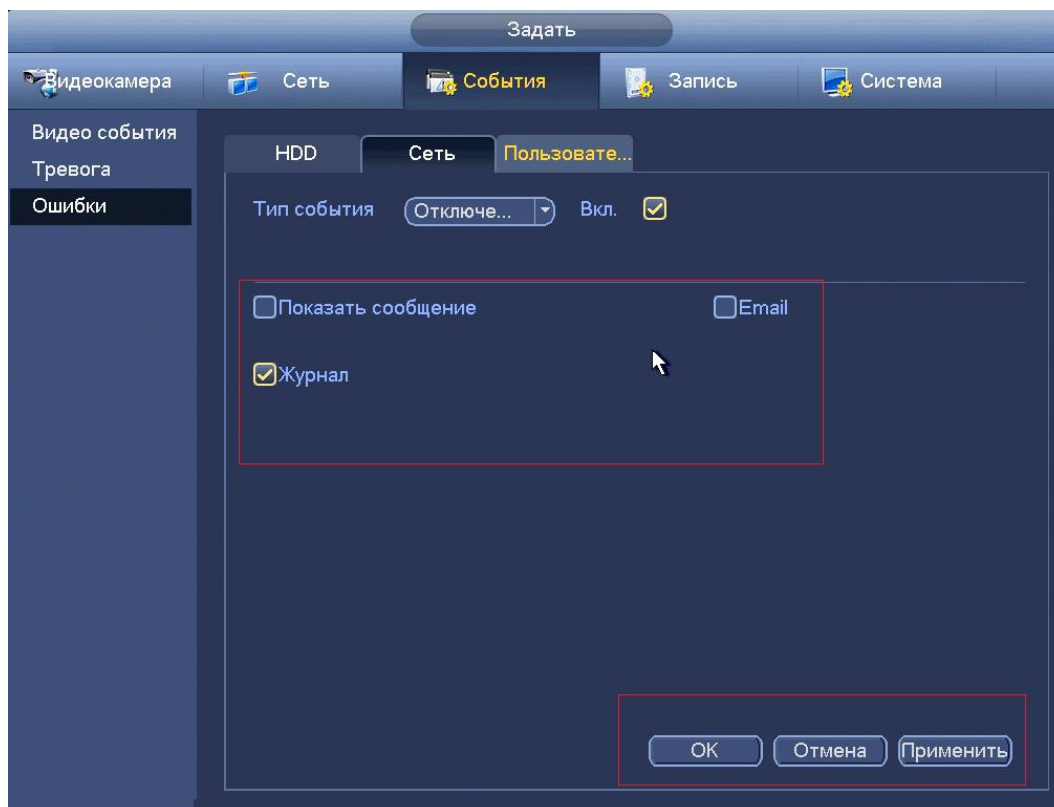 Задать
Видеокамера Сеть События Запись Система
Видео события
Тревога
Ошибки
HDD Сеть Пользовате...
Тип события Отключе... Вкл.
Показать сообщение Email
Журнал
OK Отмена Применить